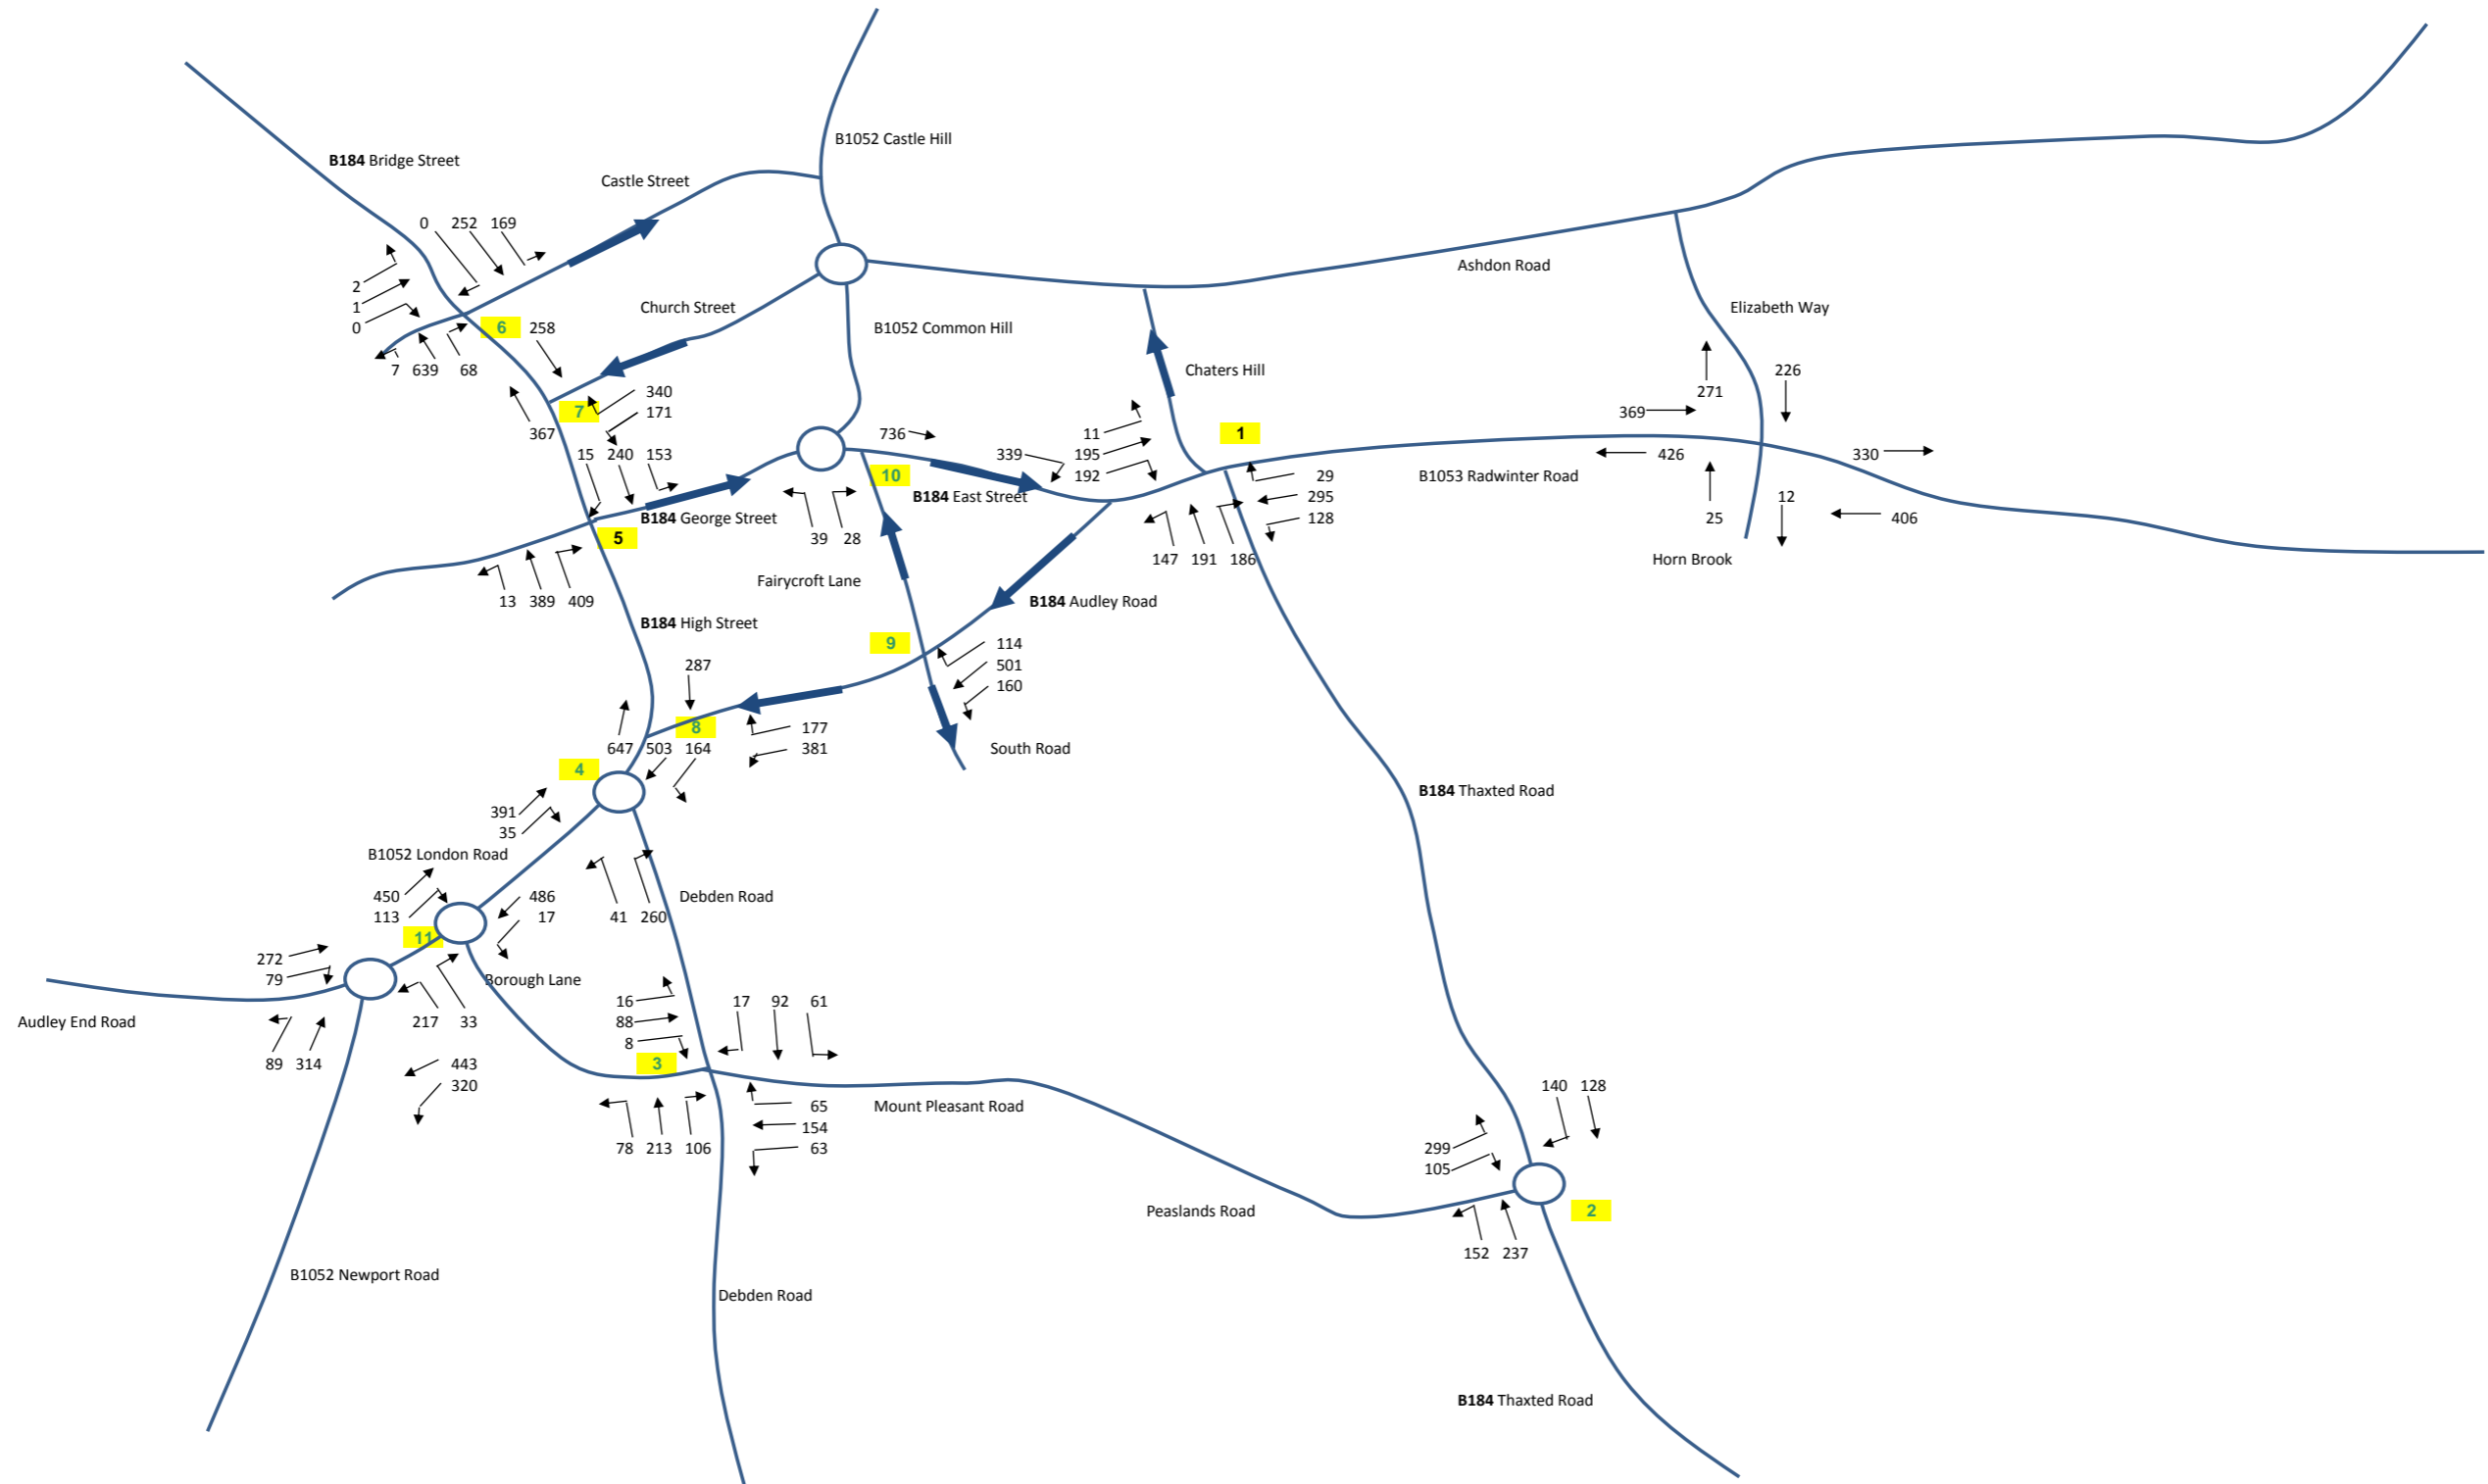 B1052 Castle Hill
B184 Bridge Street
Castle Street
0 252 169
2
1
0
7 639 68
6
258
Church Street
B1052 Common Hill
Ashdon Road
Elizabeth Way
Chaters Hill
271
226
369
426
330
B1053 Radwinter Road
25
12
406
Horn Brook
7
340
171
367
15 240 153
B184 George Street
5
13 389 409
736
10
B184 East Street
39 28
Fairycroft Lane
339
11
195
192
1
29
295
128
147 191 186
B184 Audley Road
B184 High Street
9
114
501
160
South Road
287
8
177
381
647 503 164
4
391
35
B184 Thaxted Road
B1052 London Road
41 260
Debden Road
450
113
486
17
11
272
79
Borough Lane
Audley End Road
89 314
217 33
443
320
16
88
8
17 92 61
3
65
154
63
78 213 106
Mount Pleasant Road
Peaslands Road
140 128
299
105
2
152 237
B1052 Newport Road
Debden Road
B184 Thaxted Road